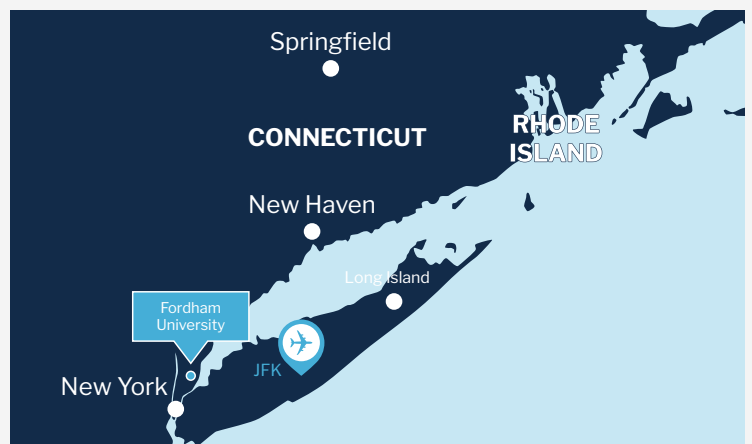 Springfield
CONNECTICUT
RHODE
ISLAND
New Haven
Long Island
Fordham
University
JFK
New York